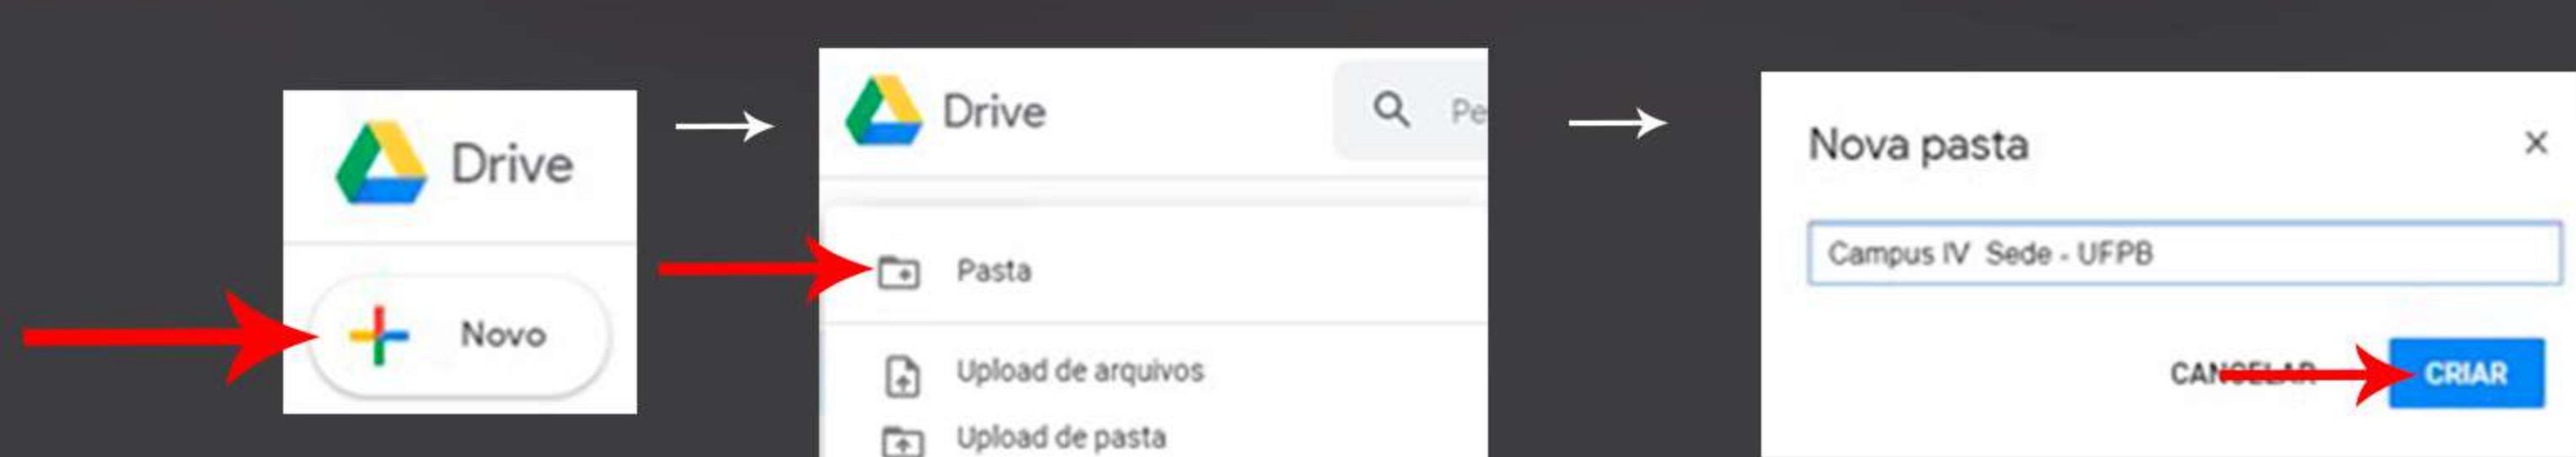 Drive
Novo
Drive
Pe
Pasta
Upload de arquivos
Upload de pasta
Nova pasta
Campus IV Sede - UFPB
CANCELAR
CRIAR